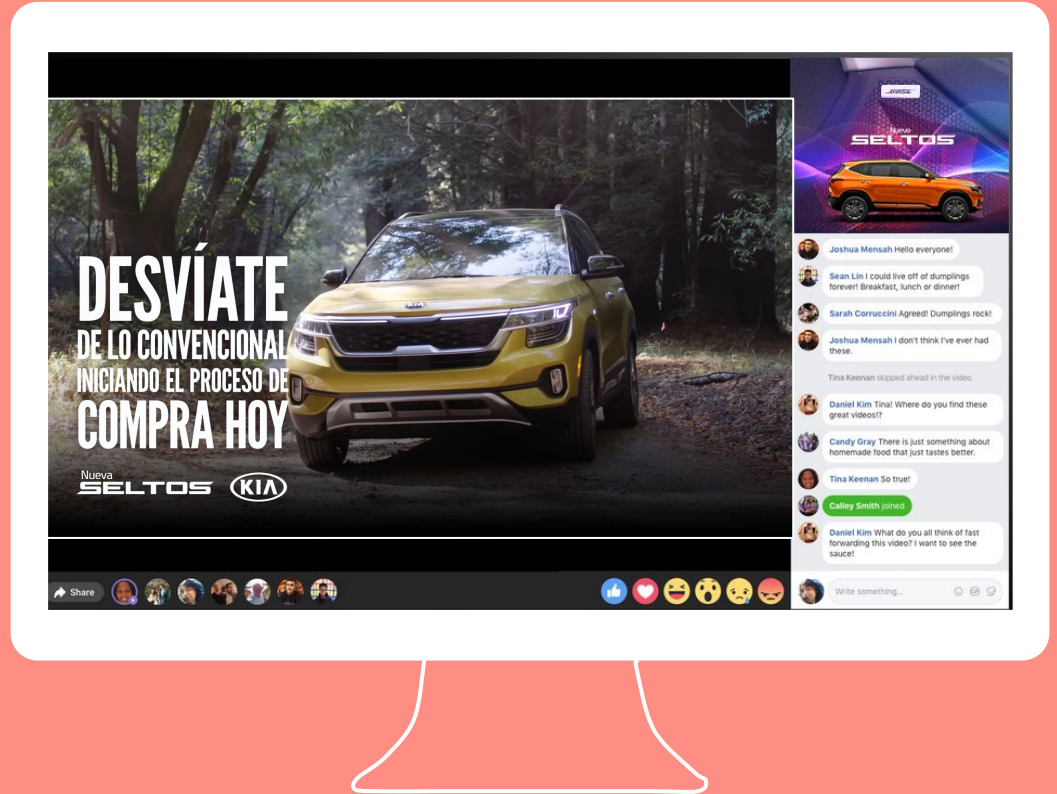 DESVÍATE
DE LO CONVENCIONAL
INICIANDO EL PROCESO DE
COMPRA HOY
Nueva
SELTOS
KIA
KIA
Share
BOSE
Nueva
SELTOS
Joshua Mensah Hello everyone!
Sean Lin I could live off of dumplings
forever! Breakfast, lunch or dinner!
Sarah Corruccini Agreed! Dumplings rock!
Joshua Mensah I don't think I've ever had
these.
Tina Keenan skipped ahead in the video.
Daniel Kim Tina! Where do you find these
great videos!?
Candy Gray There is just something about
homemade food that just tastes better.
Tina Keenan So true!
Calley Smith joined
Daniel Kim What do you all think of fast
forwarding this video? I want to see the
sauce!
Write something...
GIF